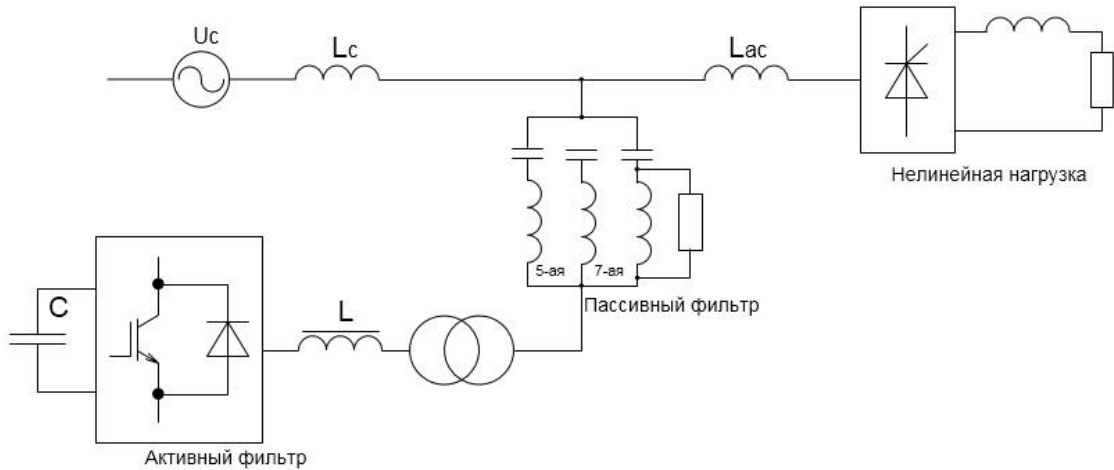 Uc
Lc
Lac
Нелинейная нагрузка
5-ая
7-ая
Пассивный фильтр
C
L
Активный фильтр